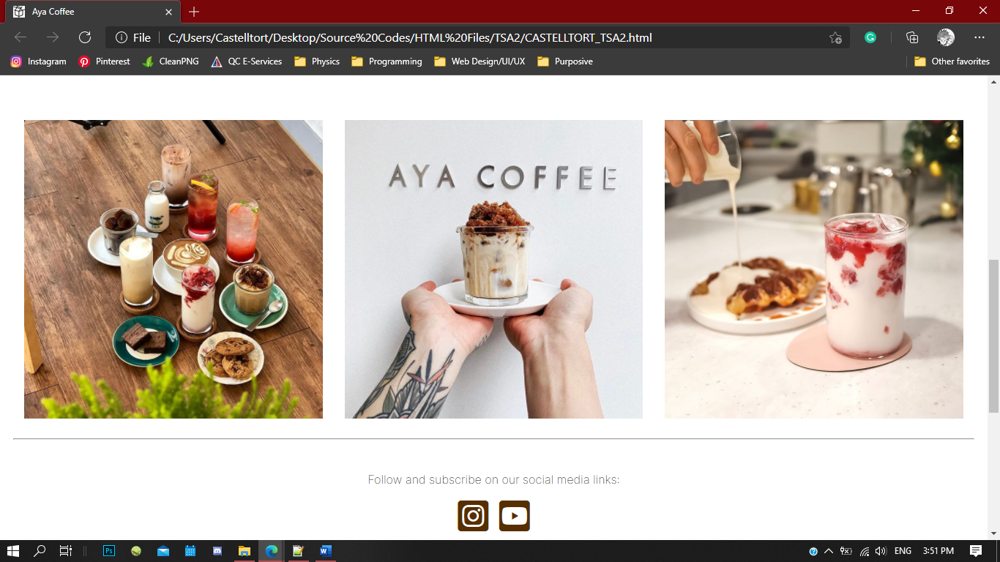 Aya Coffee
File
C:/Users/Castelltort/Desktop/Source%20Codes/HTML%20Files/TSA2/CASTELLTORT_TSA2.html
Instagram
Pinterest
CleanPNG
QC E-Services
Physics
Programming
Web Design/UI/UX
Purposive
Other favorites
AYA COFFEE
Follow and subscribe on our social media links:
Ps
W
ENG
3:51 PM